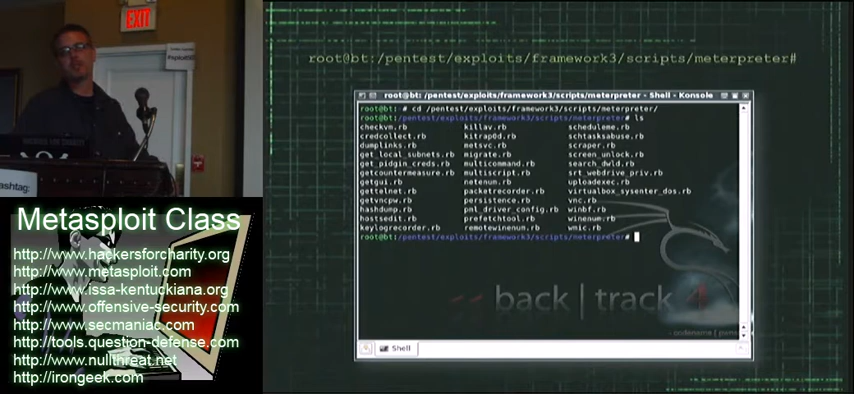 EXIT
ashtag:
Metasploit Class
http://www.hackersforcharity.org
http://www.metasploit.com
http://www.issa-kentuckiana.org
http://www.offensive-security.com
http://www.secmaniac.com
http://tools.question-defense.com
http://www.nullthreat.net
http://irongeek.com
root@bt:/pentest/exploits/framework3/scripts/meterpreter#
root@bt: /pentest/exploits/framework3/scripts/meterpreter - Shell - Konsole
root@bt:~# cd /pentest/exploits/framework3/scripts/meterpreter/
root@bt:/pentest/exploits/framework3/scripts/meterpreter# ls
checkvm.rb killav.rb scheduleme.rb
credcollect.rb kitrap0d.rb schtasksabuse.rb
dumplinks.rb metsvc.rb scraper.rb
get_local_subnets.rb migrate.rb screen_unlock.rb
get_pidgin_creds.rb multicommand.rb search_dwld.rb
getcountermeasure.rb multiscript.rb srt_webdrive_priv.rb
getgui.rb netenum.rb uploadexec.rb
gettelnet.rb packetrecorder.rb virtualbox_sysenter_dos.rb
getvncpw.rb persistence.rb vnc.rb
hashdump.rb pml_driver_config.rb winbf.rb
hostsedit.rb prefetchtool.rb winenum.rb
keylogrecorder.rb remotewinenum.rb wmic.rb
root@bt:/pentest/exploits/framework3/scripts/meterpreter#
<< back | track 4
Shell